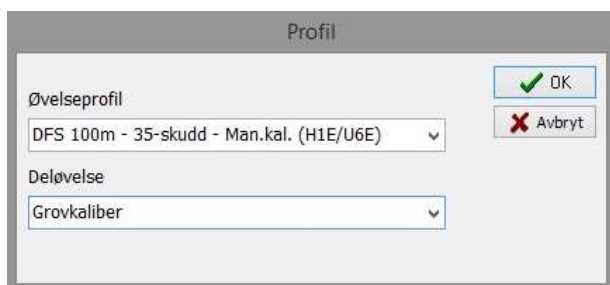 Profil
Øvelseprofil
DFS 100m - 35-skudd - Man.kal. (H1E/U6E)
Deløvelse
Grovkaliber
OK
Avbryt